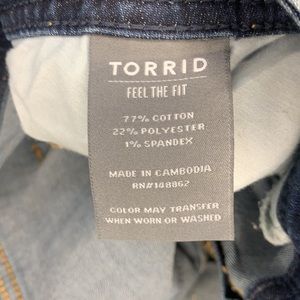 TORRID
FEEL THE FIT
77% COTTON
22% POLYESTER
1% SPANDEX
MADE IN CAMBODIA
RN#148862
COLOR MAY TRANSFER
WHEN WORN OR WASHED